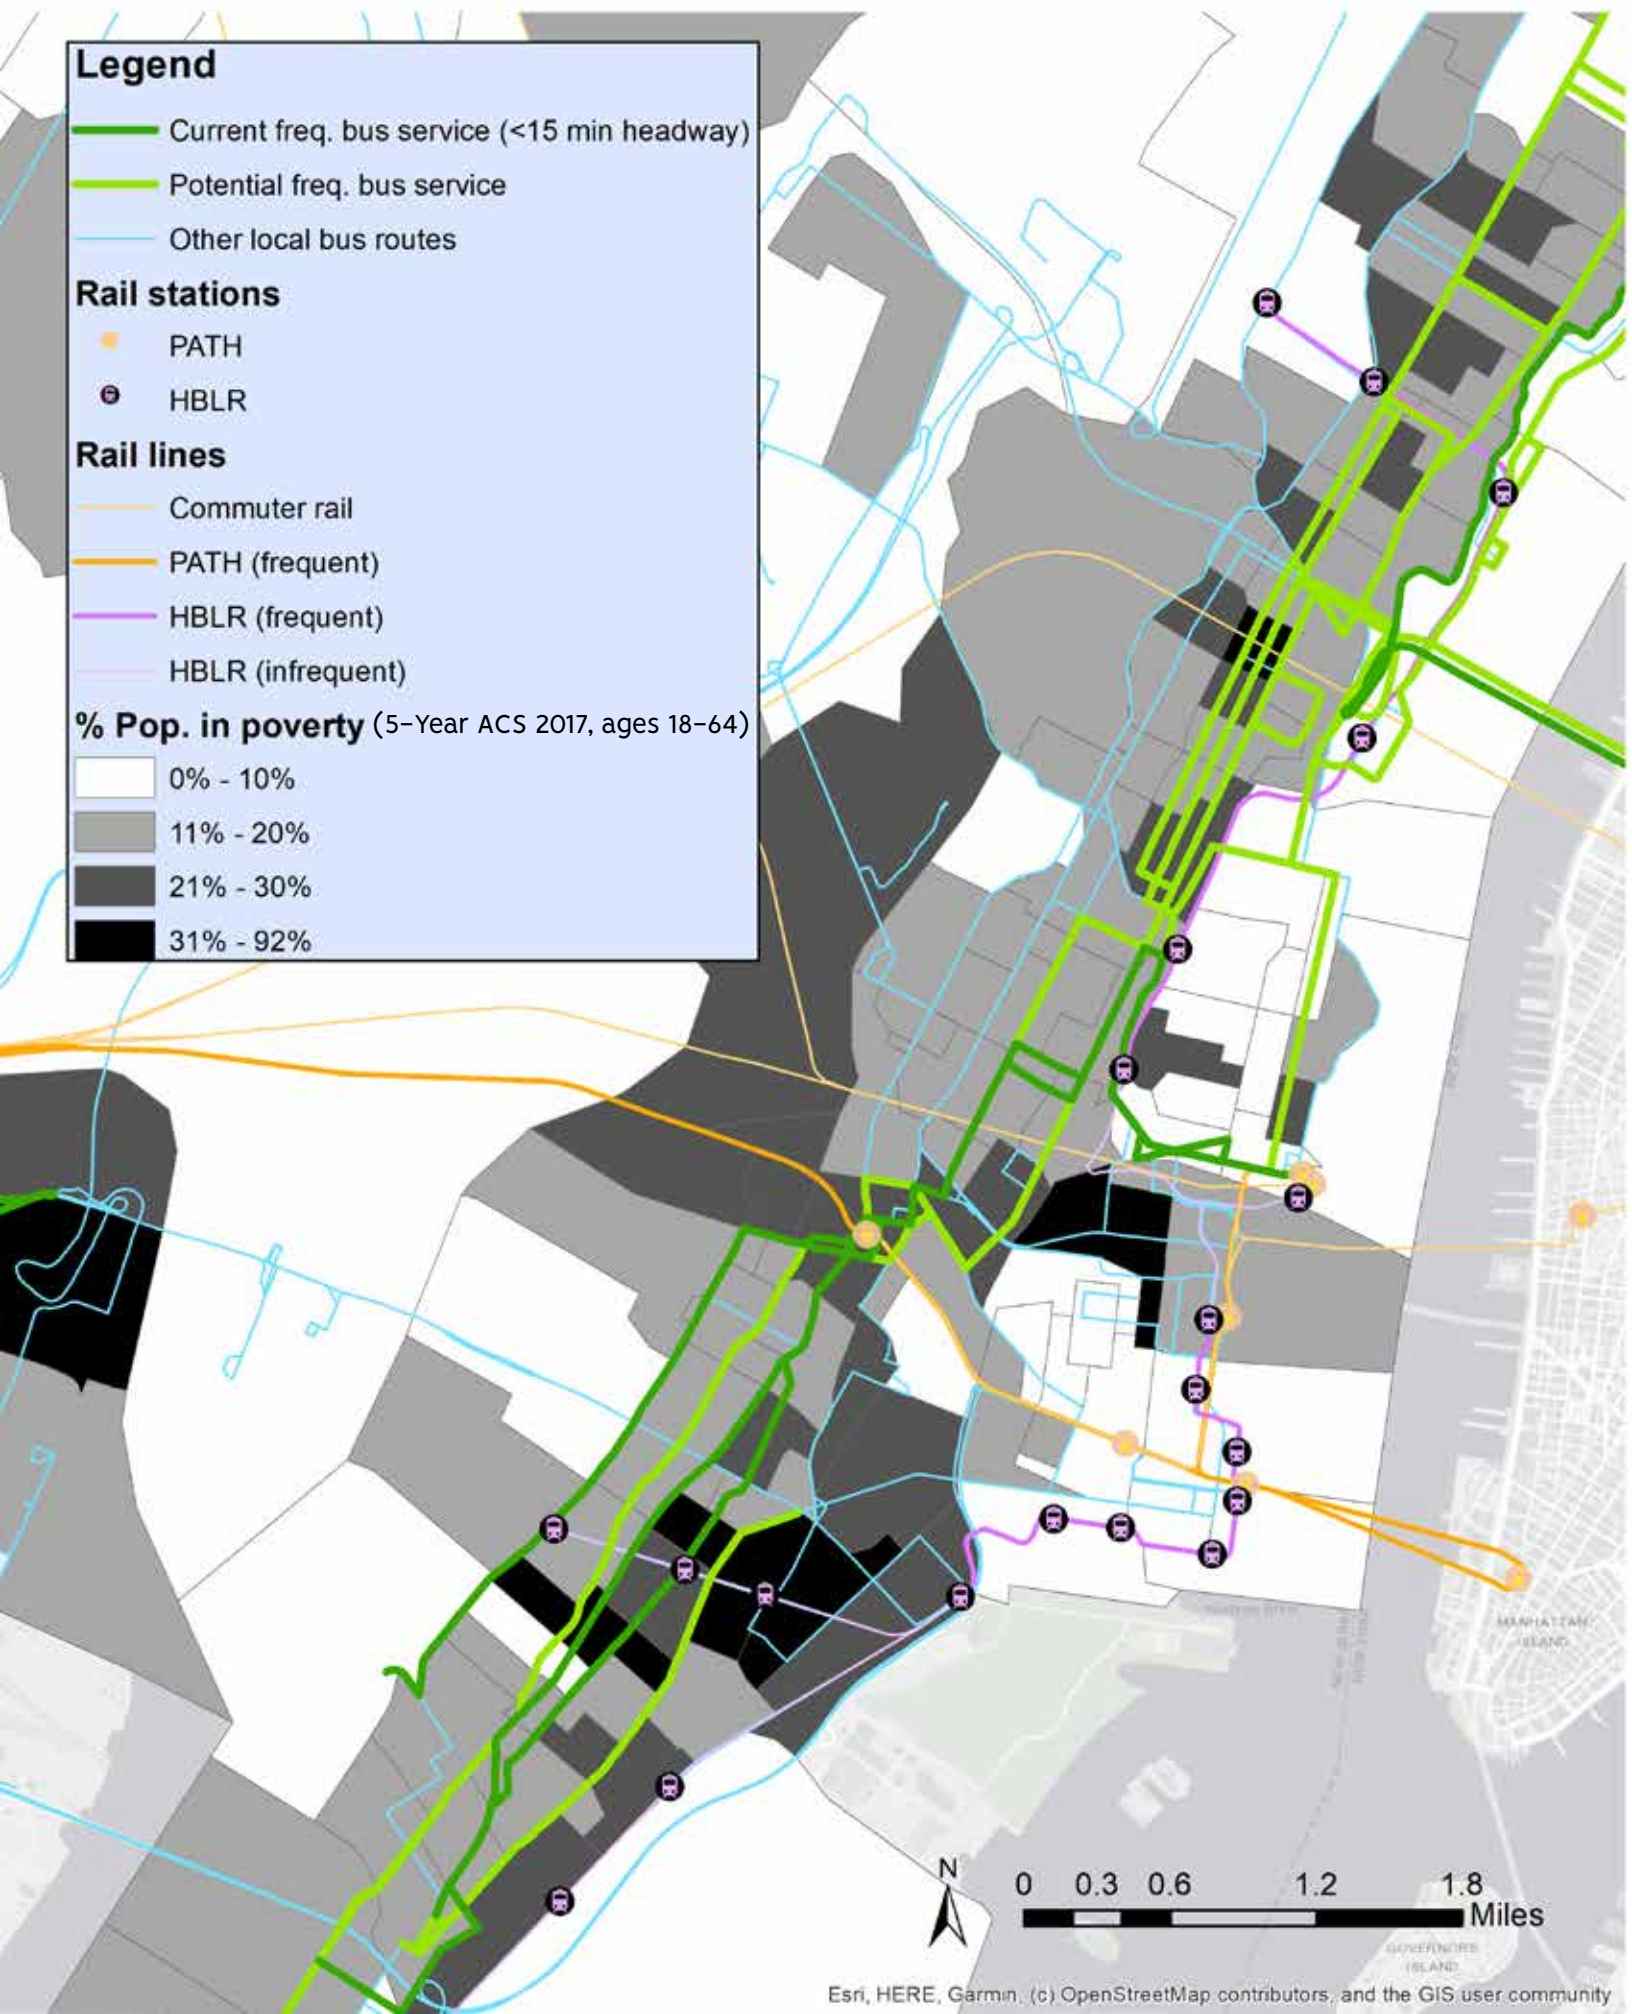 Legend
Current freq. bus service (<15 min headway)
Potential freq. bus service
Other local bus routes
Rail stations
PATH
HBLR
Rail lines
Commuter rail
PATH (frequent)
HBLR (frequent)
HBLR (infrequent)
% Pop. in poverty (5-Year ACS 2017, ages 18-64)
0% - 10%
11% - 20%
21% - 30%
31% - 92%
MANHATTAN
ISLAND
N
0 0.3 0.6 1.2 1.8
Miles
GOVERNORS
ISLAND
Esri, HERE, Garmin, (c) OpenStreetMap contributors, and the GIS user community